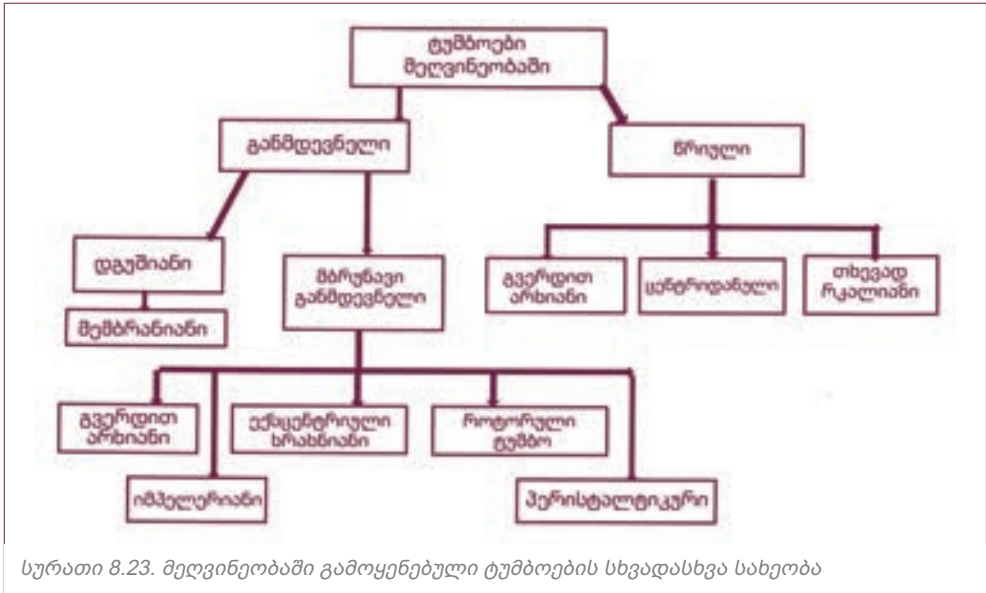 ტუმბოები
მეღვინეობაში
განმდევნელი
წრიული
დგუშიანი
მემბრანიანი
მბრუნავი
განმდევნელი
გვერდით
არხიანი
ცენტრიდანული
თხევად
რკალიანი
გვერდით
არხიანი
ექსცენტრიული
ხრახნიანი
როტორული
ტუმბო
იმპელერიანი
პერისტალტიკური
სურათი 8.23. მეღვინეობაში გამოყენებული ტუმბოების სხვადასხვა სახეობა